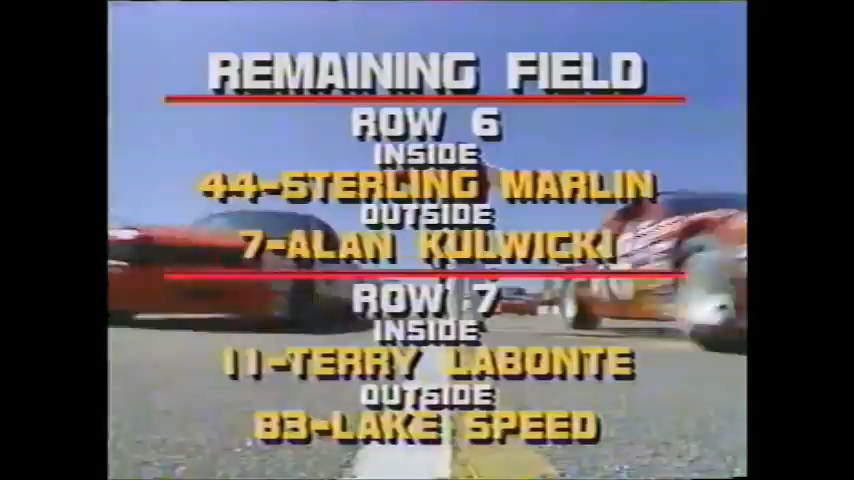 REMAINING FIELD
ROW 6
INSIDE
44-STERLING MARLIN
OUTSIDE
7-ALAN KULWICKI
ROW 7
INSIDE
11-TERRY LABONTE
OUTSIDE
83-LAKE SPEED